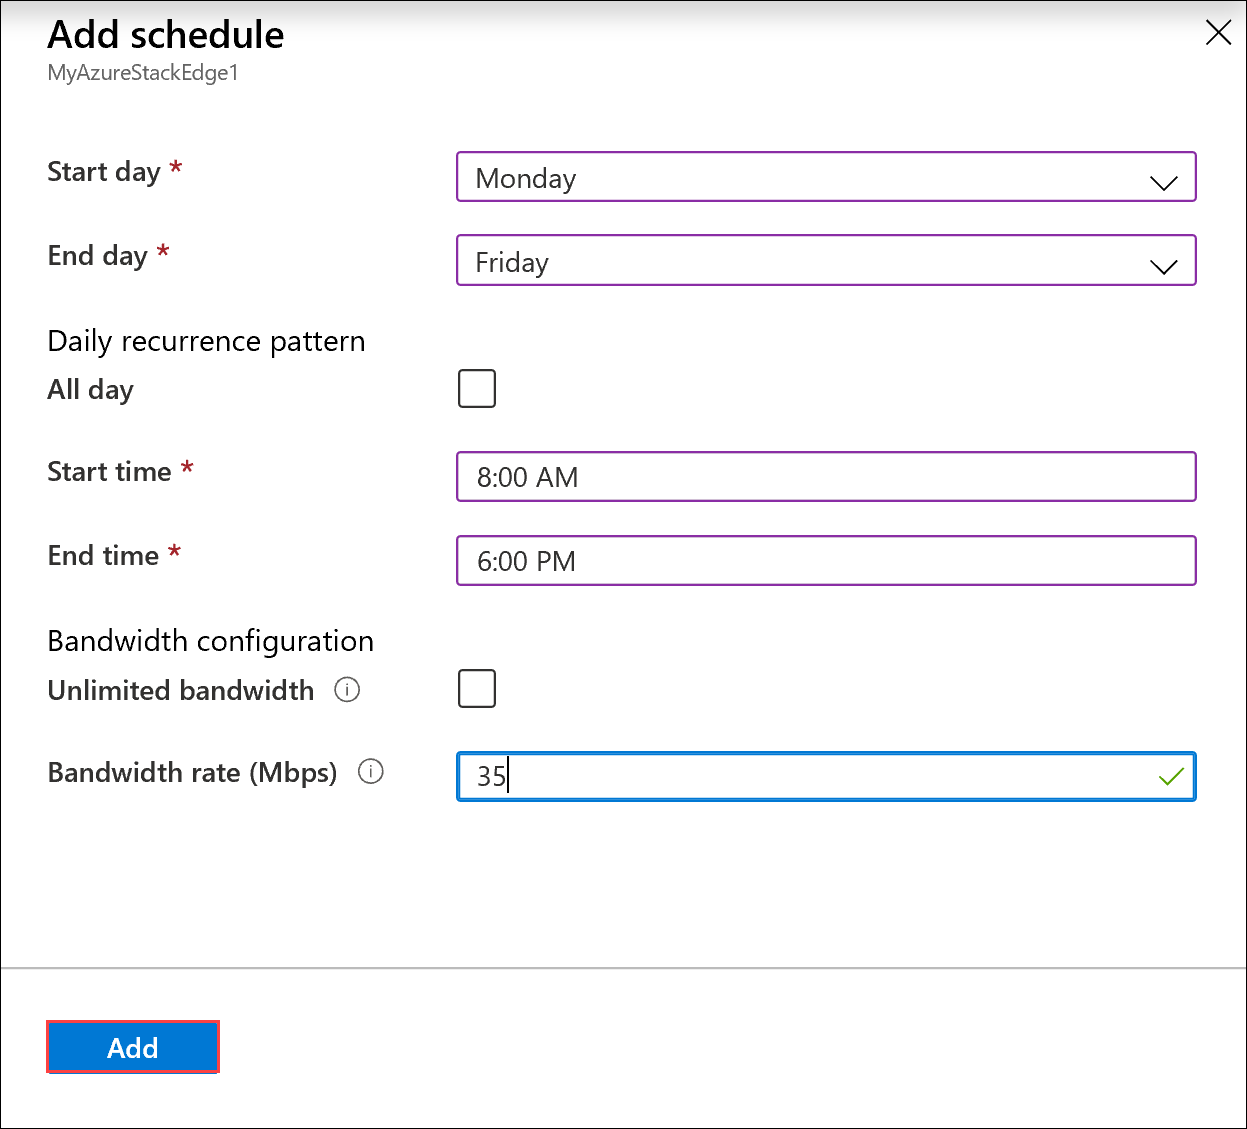 Add schedule
MyAzureStackEdge1
Start day *
Monday
End day *
Friday
Daily recurrence pattern
All day
Start time *
8:00 AM
End time *
6:00 PM
Bandwidth configuration
Unlimited bandwidth
Bandwidth rate (Mbps)
35
Add